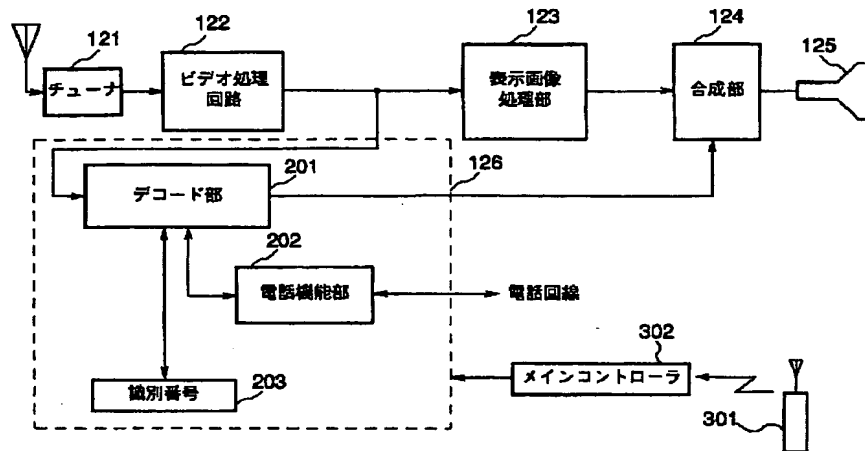 121
122
123
124
125
チューナ
ビデオ処理
回路
表示画像
処理部
合成部
126
201
デコード部
202
電話機能部
電話回線
識別番号
203
302
メインコントローラ
301